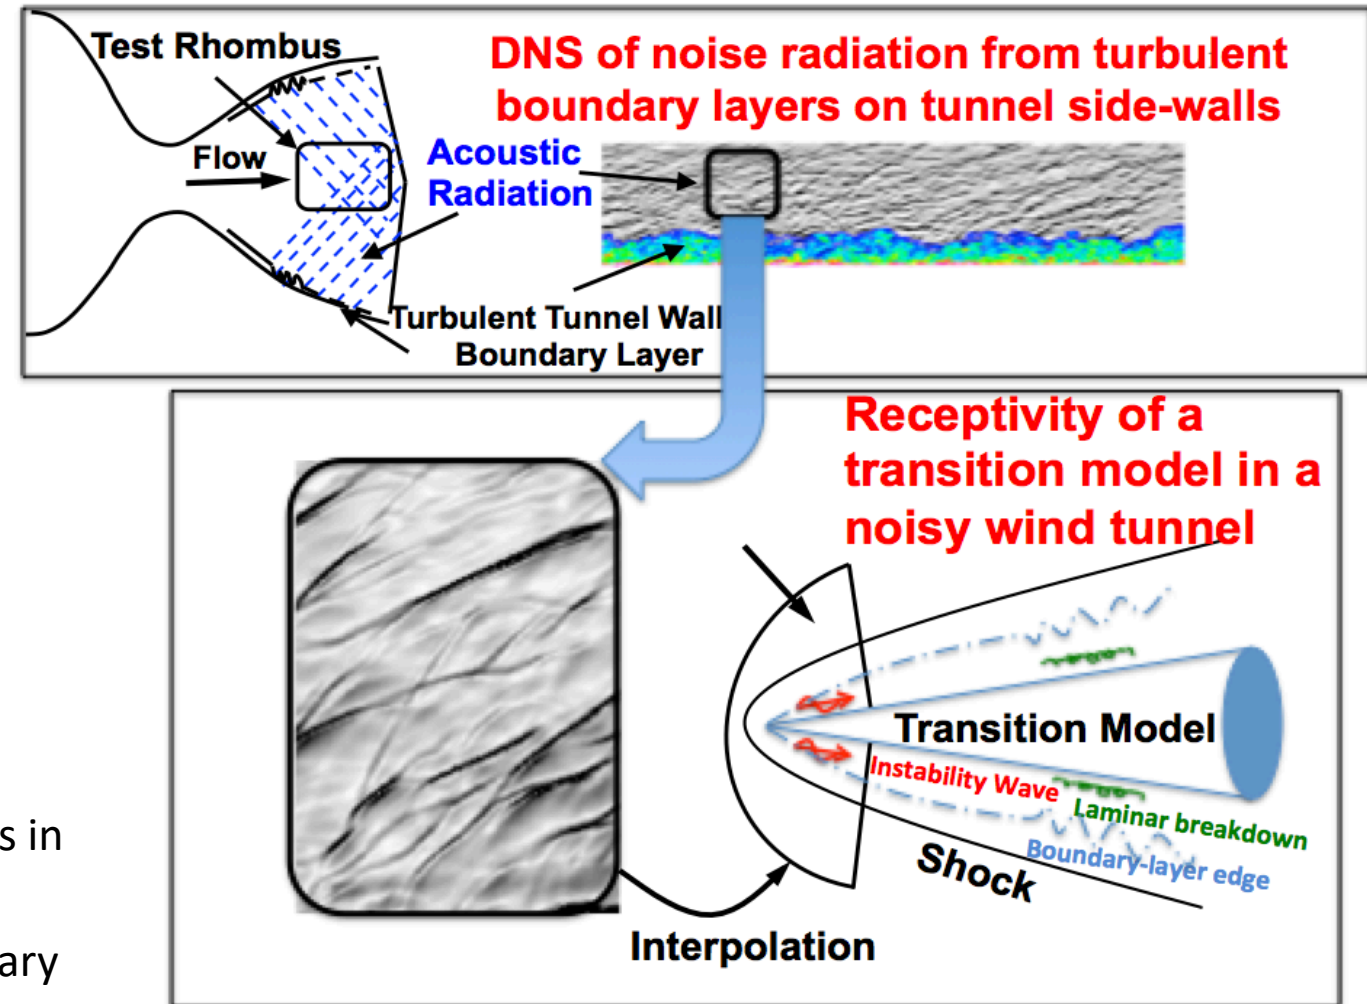 Test Rhombus
DNS of noise radiation from turbulent
boundary layers on tunnel side-walls
Flow
Acoustic
Radiation
Turbulent Tunnel Wall
Boundary Layer
Receptivity of a
transition model in a
noisy wind tunnel
Transition Model
Instability Wave
Laminar breakdown
Boundary-layer edge
Shock
Interpolation
s in
ary